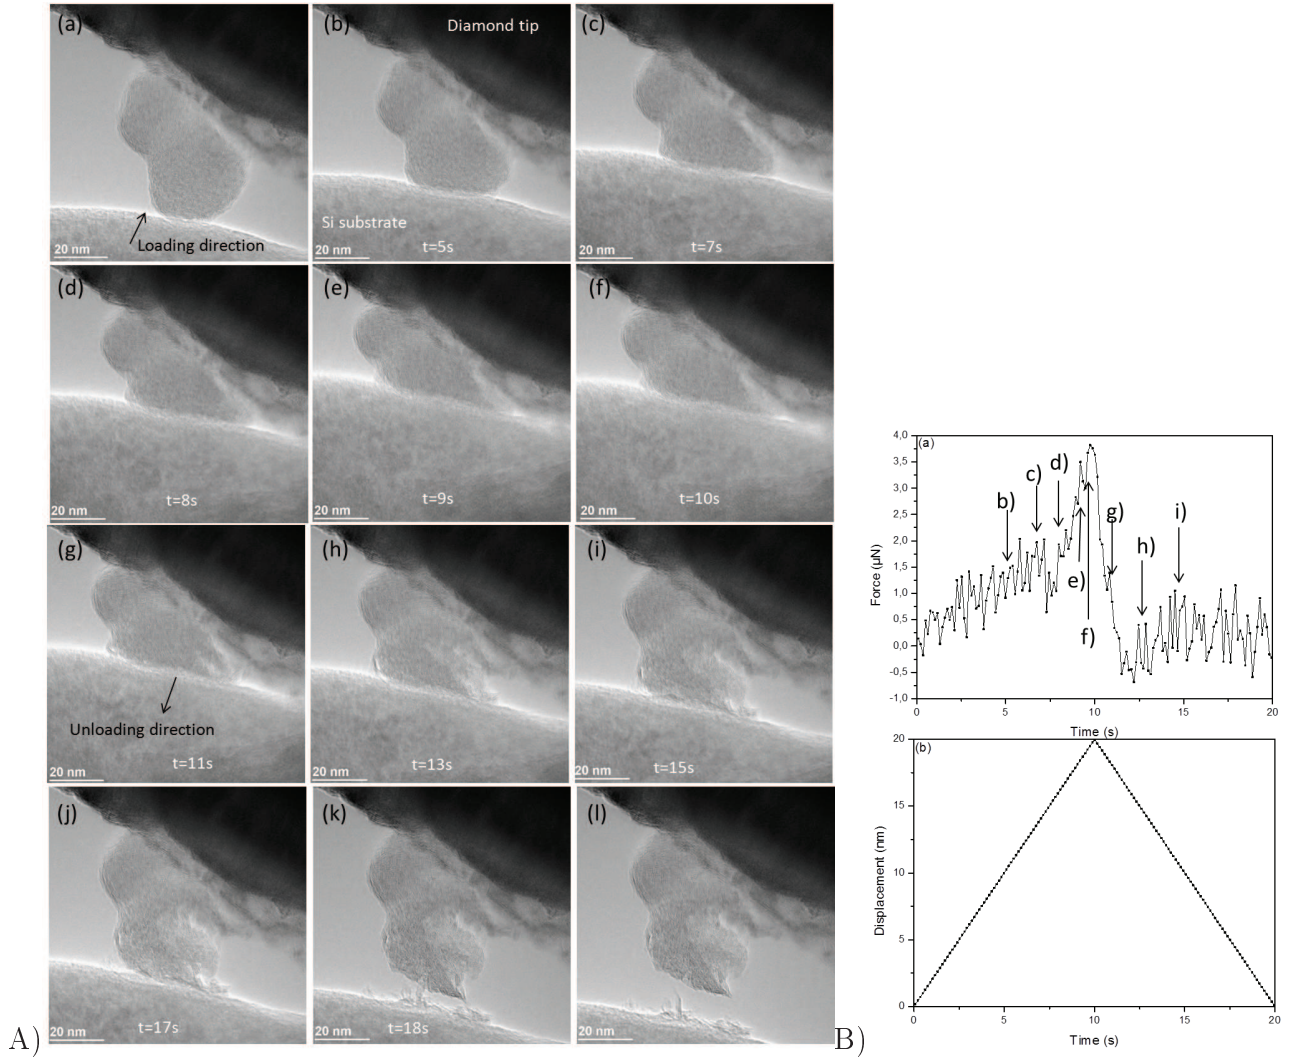 (a)
Loading direction
20 nm
(b)
Diamond tip
Si substrate
t=5s
20 nm
(c)
t=7s
20 nm
(d)
t=8s
20 nm
(e)
t=9s
20 nm
(f)
t=10s
20 nm
(g)
Unloading direction
t=11s
20 nm
(h)
t=13s
20 nm
(i)
t=15s
20 nm
(j)
t=17s
20 nm
(k)
t=18s
20 nm
(l)
20 nm
A)
(a)
Force (µN)
4,0
3,5
3,0
2,5
2,0
1,5
1,0
0,5
0,0
-0,5
-1,0
b)
c)
d)
e)
f)
g)
h)
i)
0 5 10 15 20
Time (s)
(b)
Displacement (nm)
20
15
10
5
0
0 5 10 15 20
Time (s)
B)